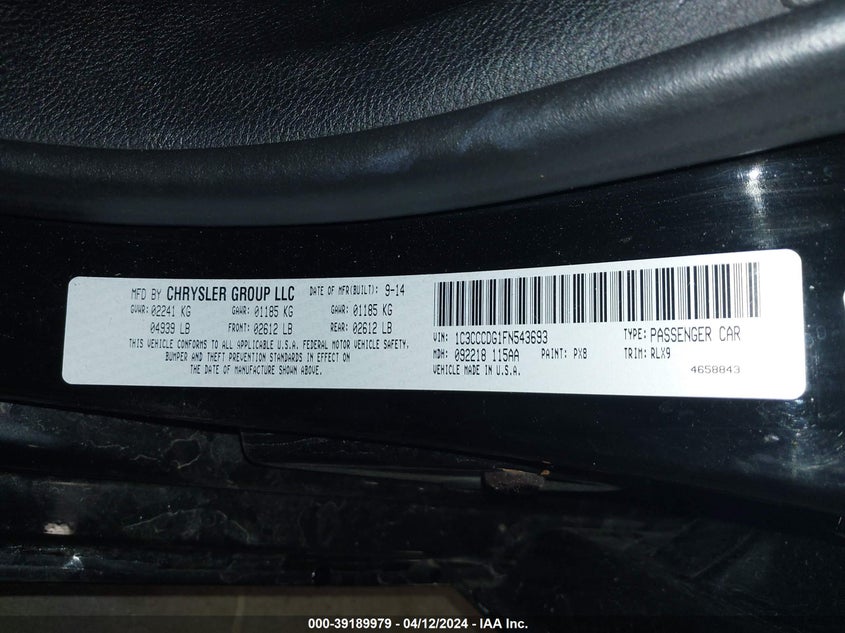 MFD BY CHRYSLER GROUP LLC DATE OF MFR(BUILT): 9-14
GVWR: 02241 KG GAWR: 01185 KG GAWR: 01185 KG
04939 LB FRONT: 02612 LB REAR: 02612 LB
THIS VEHICLE CONFORMS TO ALL APPLICABLE U.S.A. FEDERAL MOTOR VEHICLE SAFETY,
BUMPER AND THEFT PREVENTION STANDARDS IN EFFECT ON
THE DATE OF MANUFACTURE SHOWN ABOVE.
VIN: 1C3CCCDG1FN543693 TYPE: PASSENGER CAR
MDH: 092218 115AA PAINT: PX8 TRIM: RLX9
VEHICLE MADE IN U.S.A. 4658843
000-39189979 - 04/12/2024 - IAA Inc.